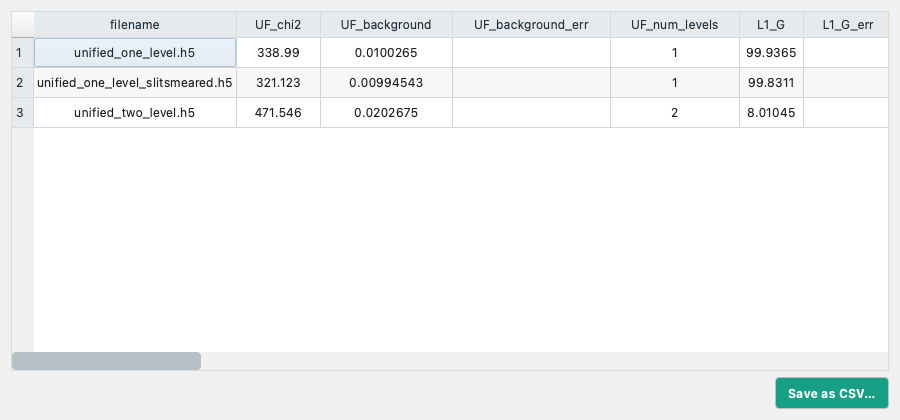 filename UF_chi2 UF_background UF_background_err UF_num_levels L1_G L1_G_err
1 unified_one_level.h5 338.99 0.0100265 1 99.9365
2 unified_one_level_slitsmeared.h5 321.123 0.00994543 1 99.8311
3 unified_two_level.h5 471.546 0.0202675 2 8.01045
Save as CSV...